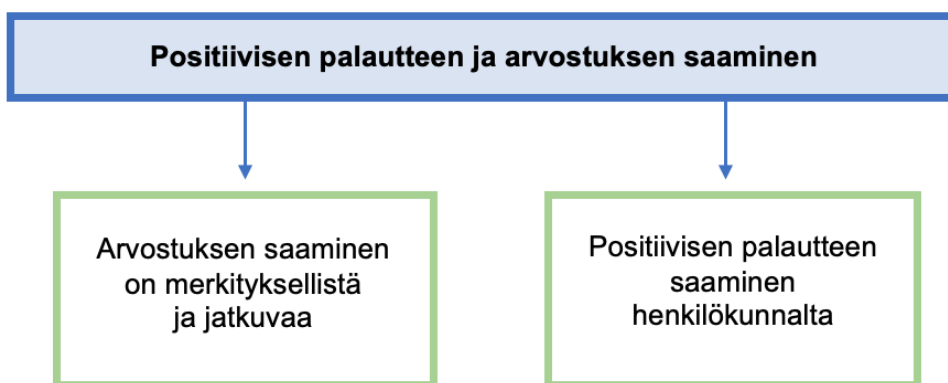 Positiivisen palautteen ja arvostuksen saaminen
Arvostuksen saaminen
on merkityksellistä
ja jatkuvaa
Positiivisen palautteen
saaminen
henkilökunnalta